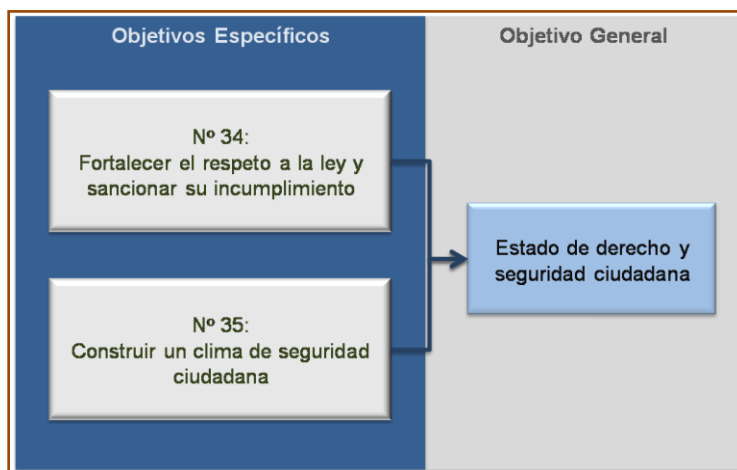 Objetivos Específicos
Objetivo General
Nº 34:
Fortalecer el respeto a la ley y
sancionar su incumplimiento
Nº 35:
Construir un clima de seguridad
ciudadana
Estado de derecho y
seguridad ciudadana